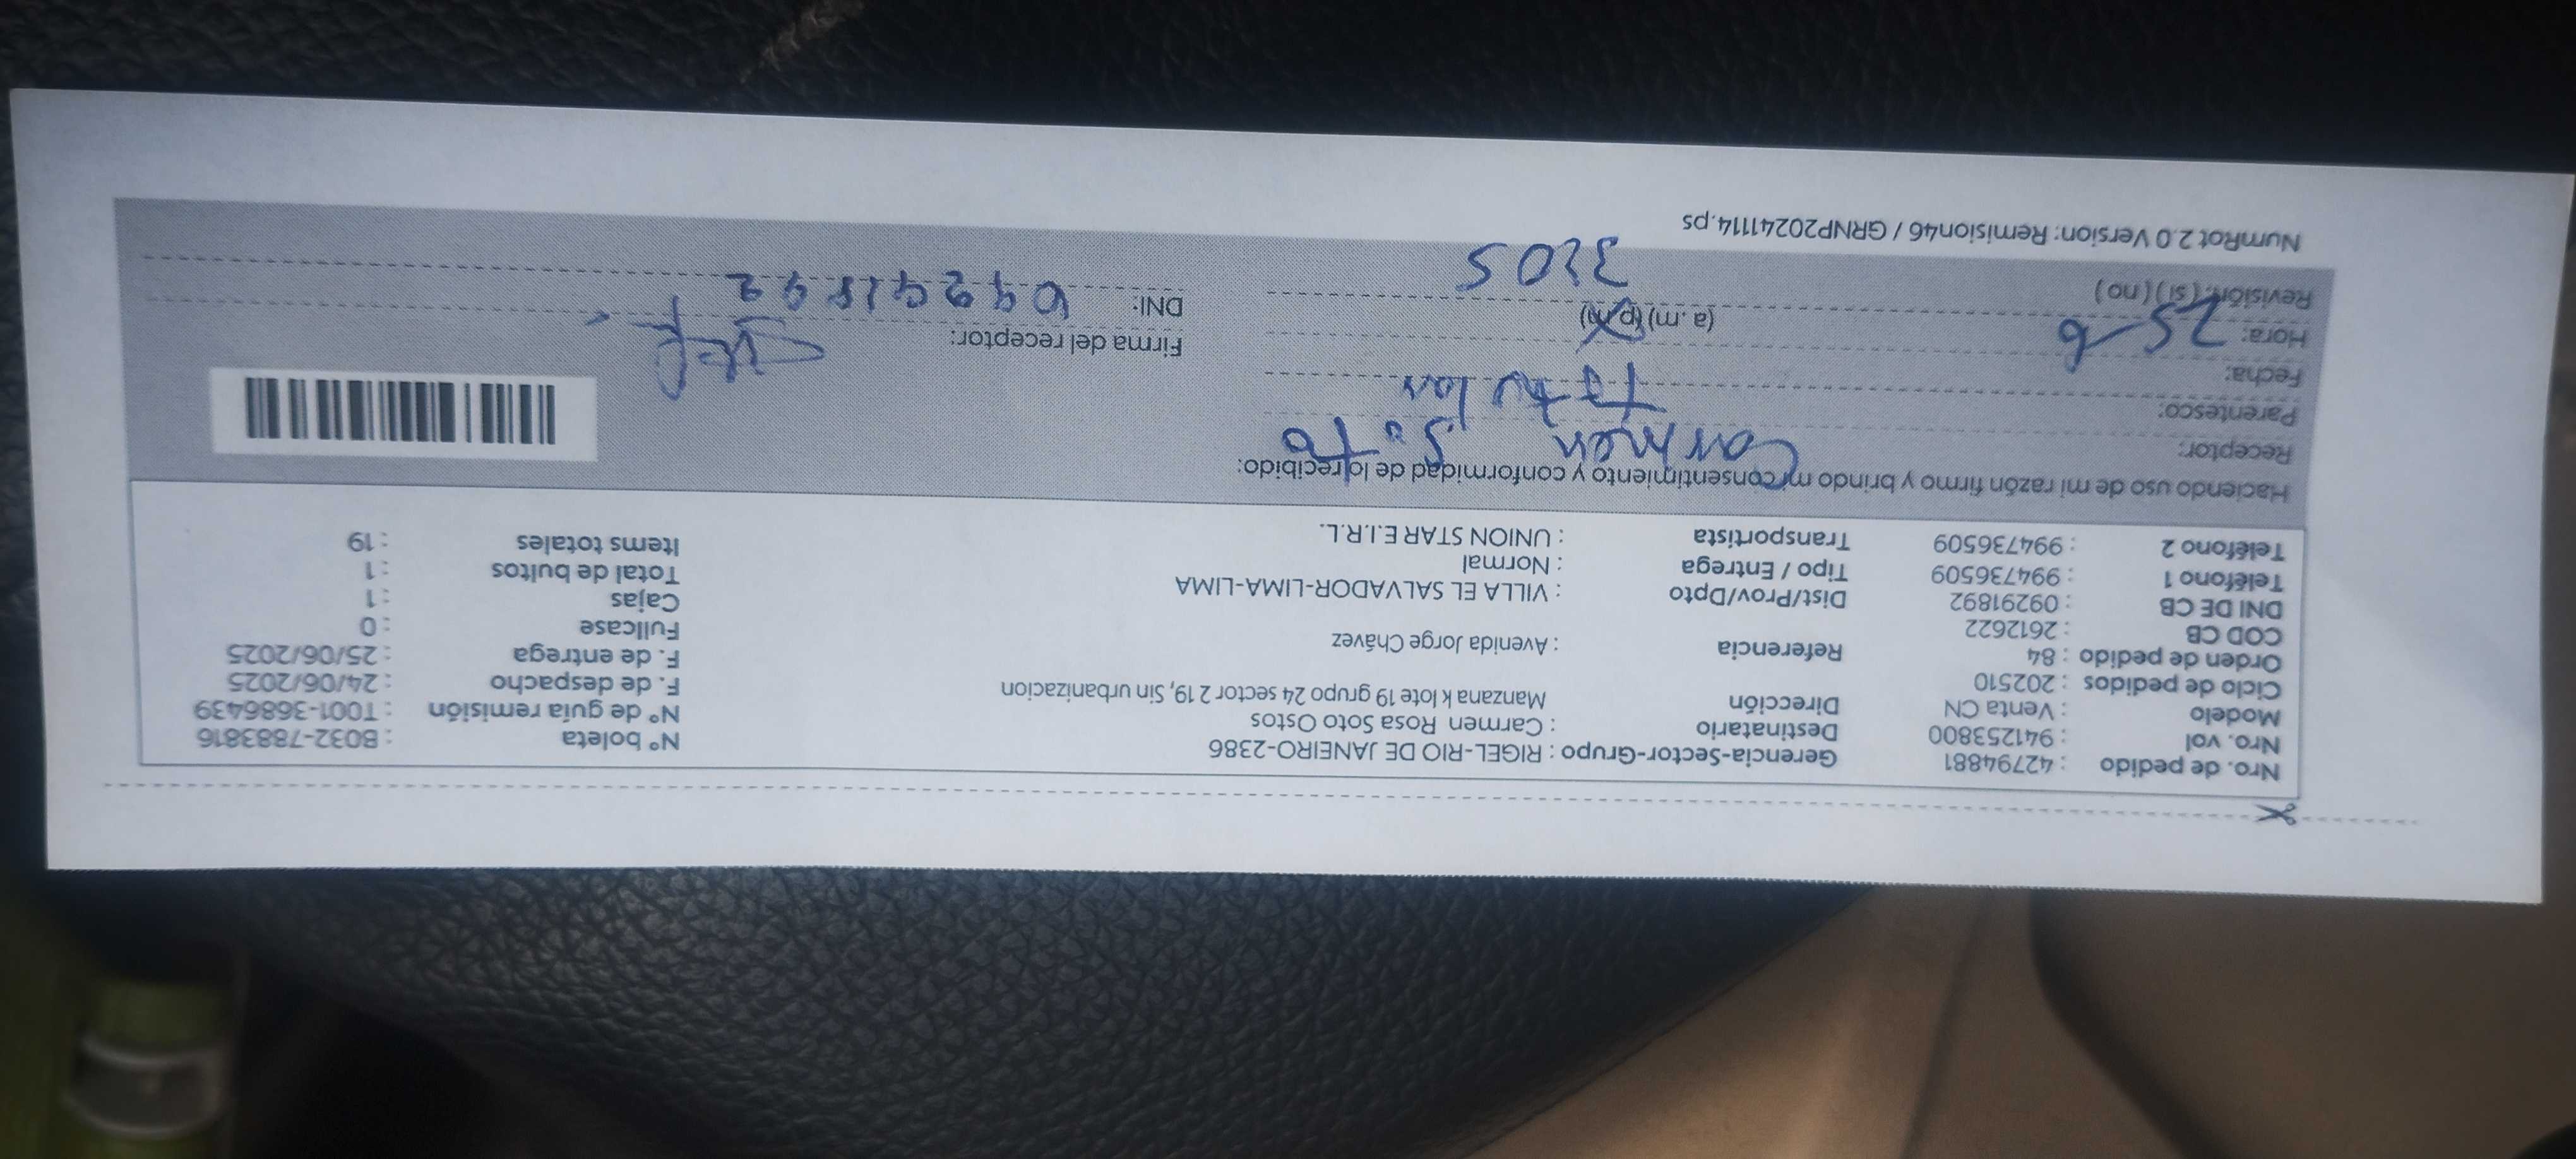 Nro. de pedido : 42794881 Gerencia-Sector-Grupo : RIGEL-RIO DE JANEIRO-2386 N° boleta : B032-7883816
Nro. vol : 941253800 Destinatario : Carmen Rosa Soto Ostos N° de guía remisión : T001-3686439
Modelo : Venta CN Dirección Manzana k lote 19 grupo 24 sector 2 19, Sin urbanizacion F. de despacho : 24/06/2025
Ciclo de pedidos : 202510 F. de entrega : 25/06/2025
Orden de pedido : 84 Referencia : Avenida Jorge Chávez Fullcase : 0
COD CB : 2612622 Cajas : 1
DNI DE CB : 09291892 Dist/Prov/Dpto : VILLA EL SALVADOR-LIMA-LIMA Total de bultos : 1
Teléfono 1 : 994736509 Tipo / Entrega : Normal Items totales : 19
Teléfono 2 : 994736509 Transportista : UNION STAR E.I.R.L.
Haciendo uso de mi razón firmo y brindo mi consentimiento y conformidad de lo recibido:
Receptor: Carmen Soto
Parentesco: Titular
Fecha: 25-6
Hora: 3:05 (a.m) (p.m) Firma del receptor:
Revisión: (si) (no) DNI: 09291892
NumRot 2.0 Version: Remision46 / GRNP20241114.ps